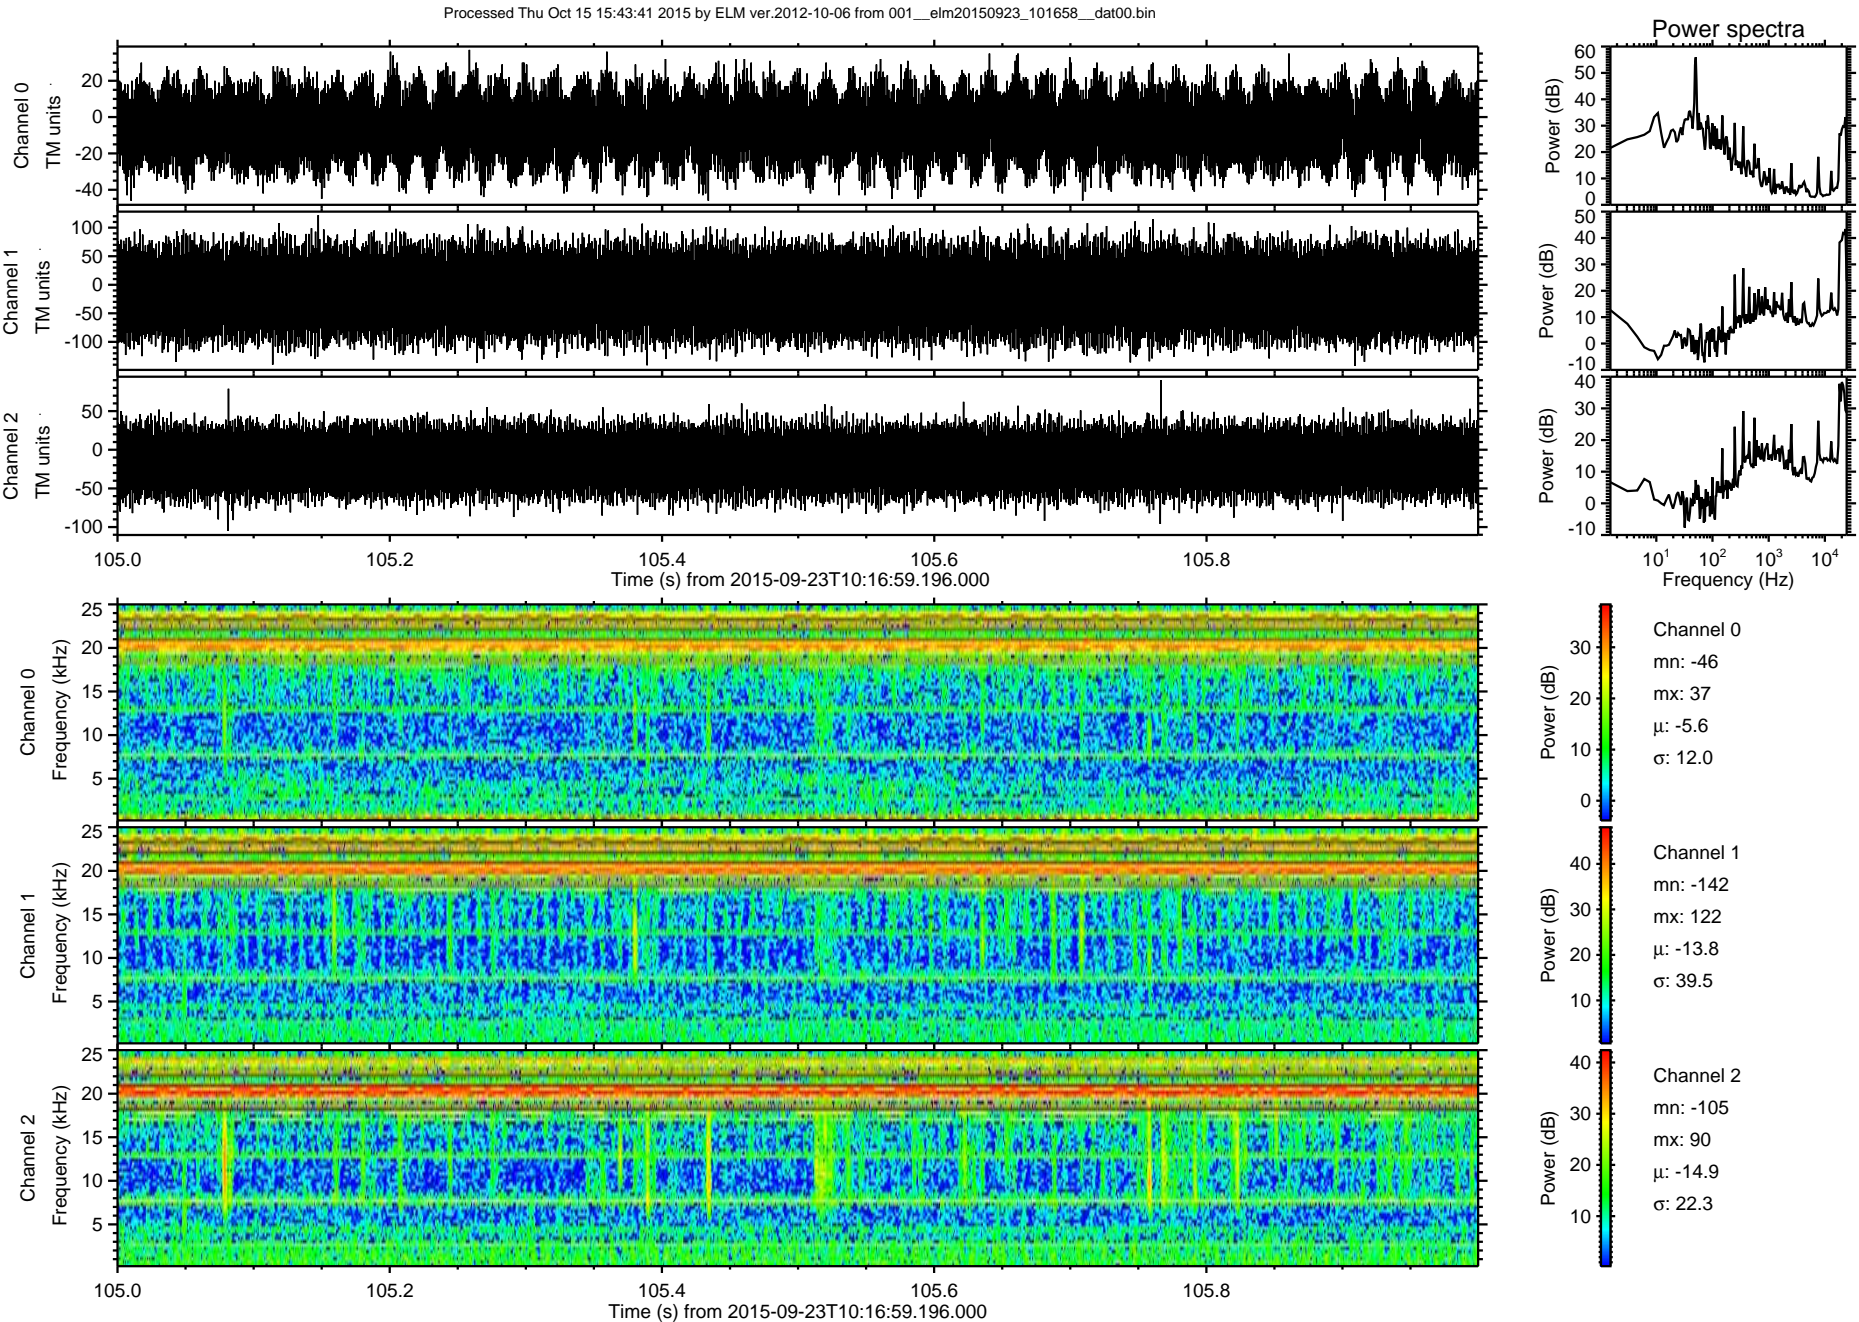 Processed Thu Oct 15 15:43:41 2015 by ELM ver.2012-10-06 from 001__elm20150923_101658__dat00.bin
Power spectra
Channel 0
TM units
20
0
-20
-40
Power (dB)
60
50
40
30
20
10
0
Channel 1
TM units
100
50
0
-50
-100
Power (dB)
50
40
30
20
10
0
-10
Channel 2
TM units
50
0
-50
-100
Power (dB)
40
30
20
10
0
-10
105.0 105.2 105.4 105.6 105.8
Time (s) from 2015-09-23T10:16:59.196.000
10^1 10^2 10^3 10^4
Frequency (Hz)
Channel 0
Frequency (kHz)
25
20
15
10
5
Power (dB)
30
20
10
0
Channel 0
mn: -46
mx: 37
μ: -5.6
σ: 12.0
Channel 1
Frequency (kHz)
25
20
15
10
5
Power (dB)
40
30
20
10
Channel 1
mn: -142
mx: 122
μ: -13.8
σ: 39.5
Channel 2
Frequency (kHz)
25
20
15
10
5
Power (dB)
40
30
20
10
Channel 2
mn: -105
mx: 90
μ: -14.9
σ: 22.3
105.0 105.2 105.4 105.6 105.8
Time (s) from 2015-09-23T10:16:59.196.000